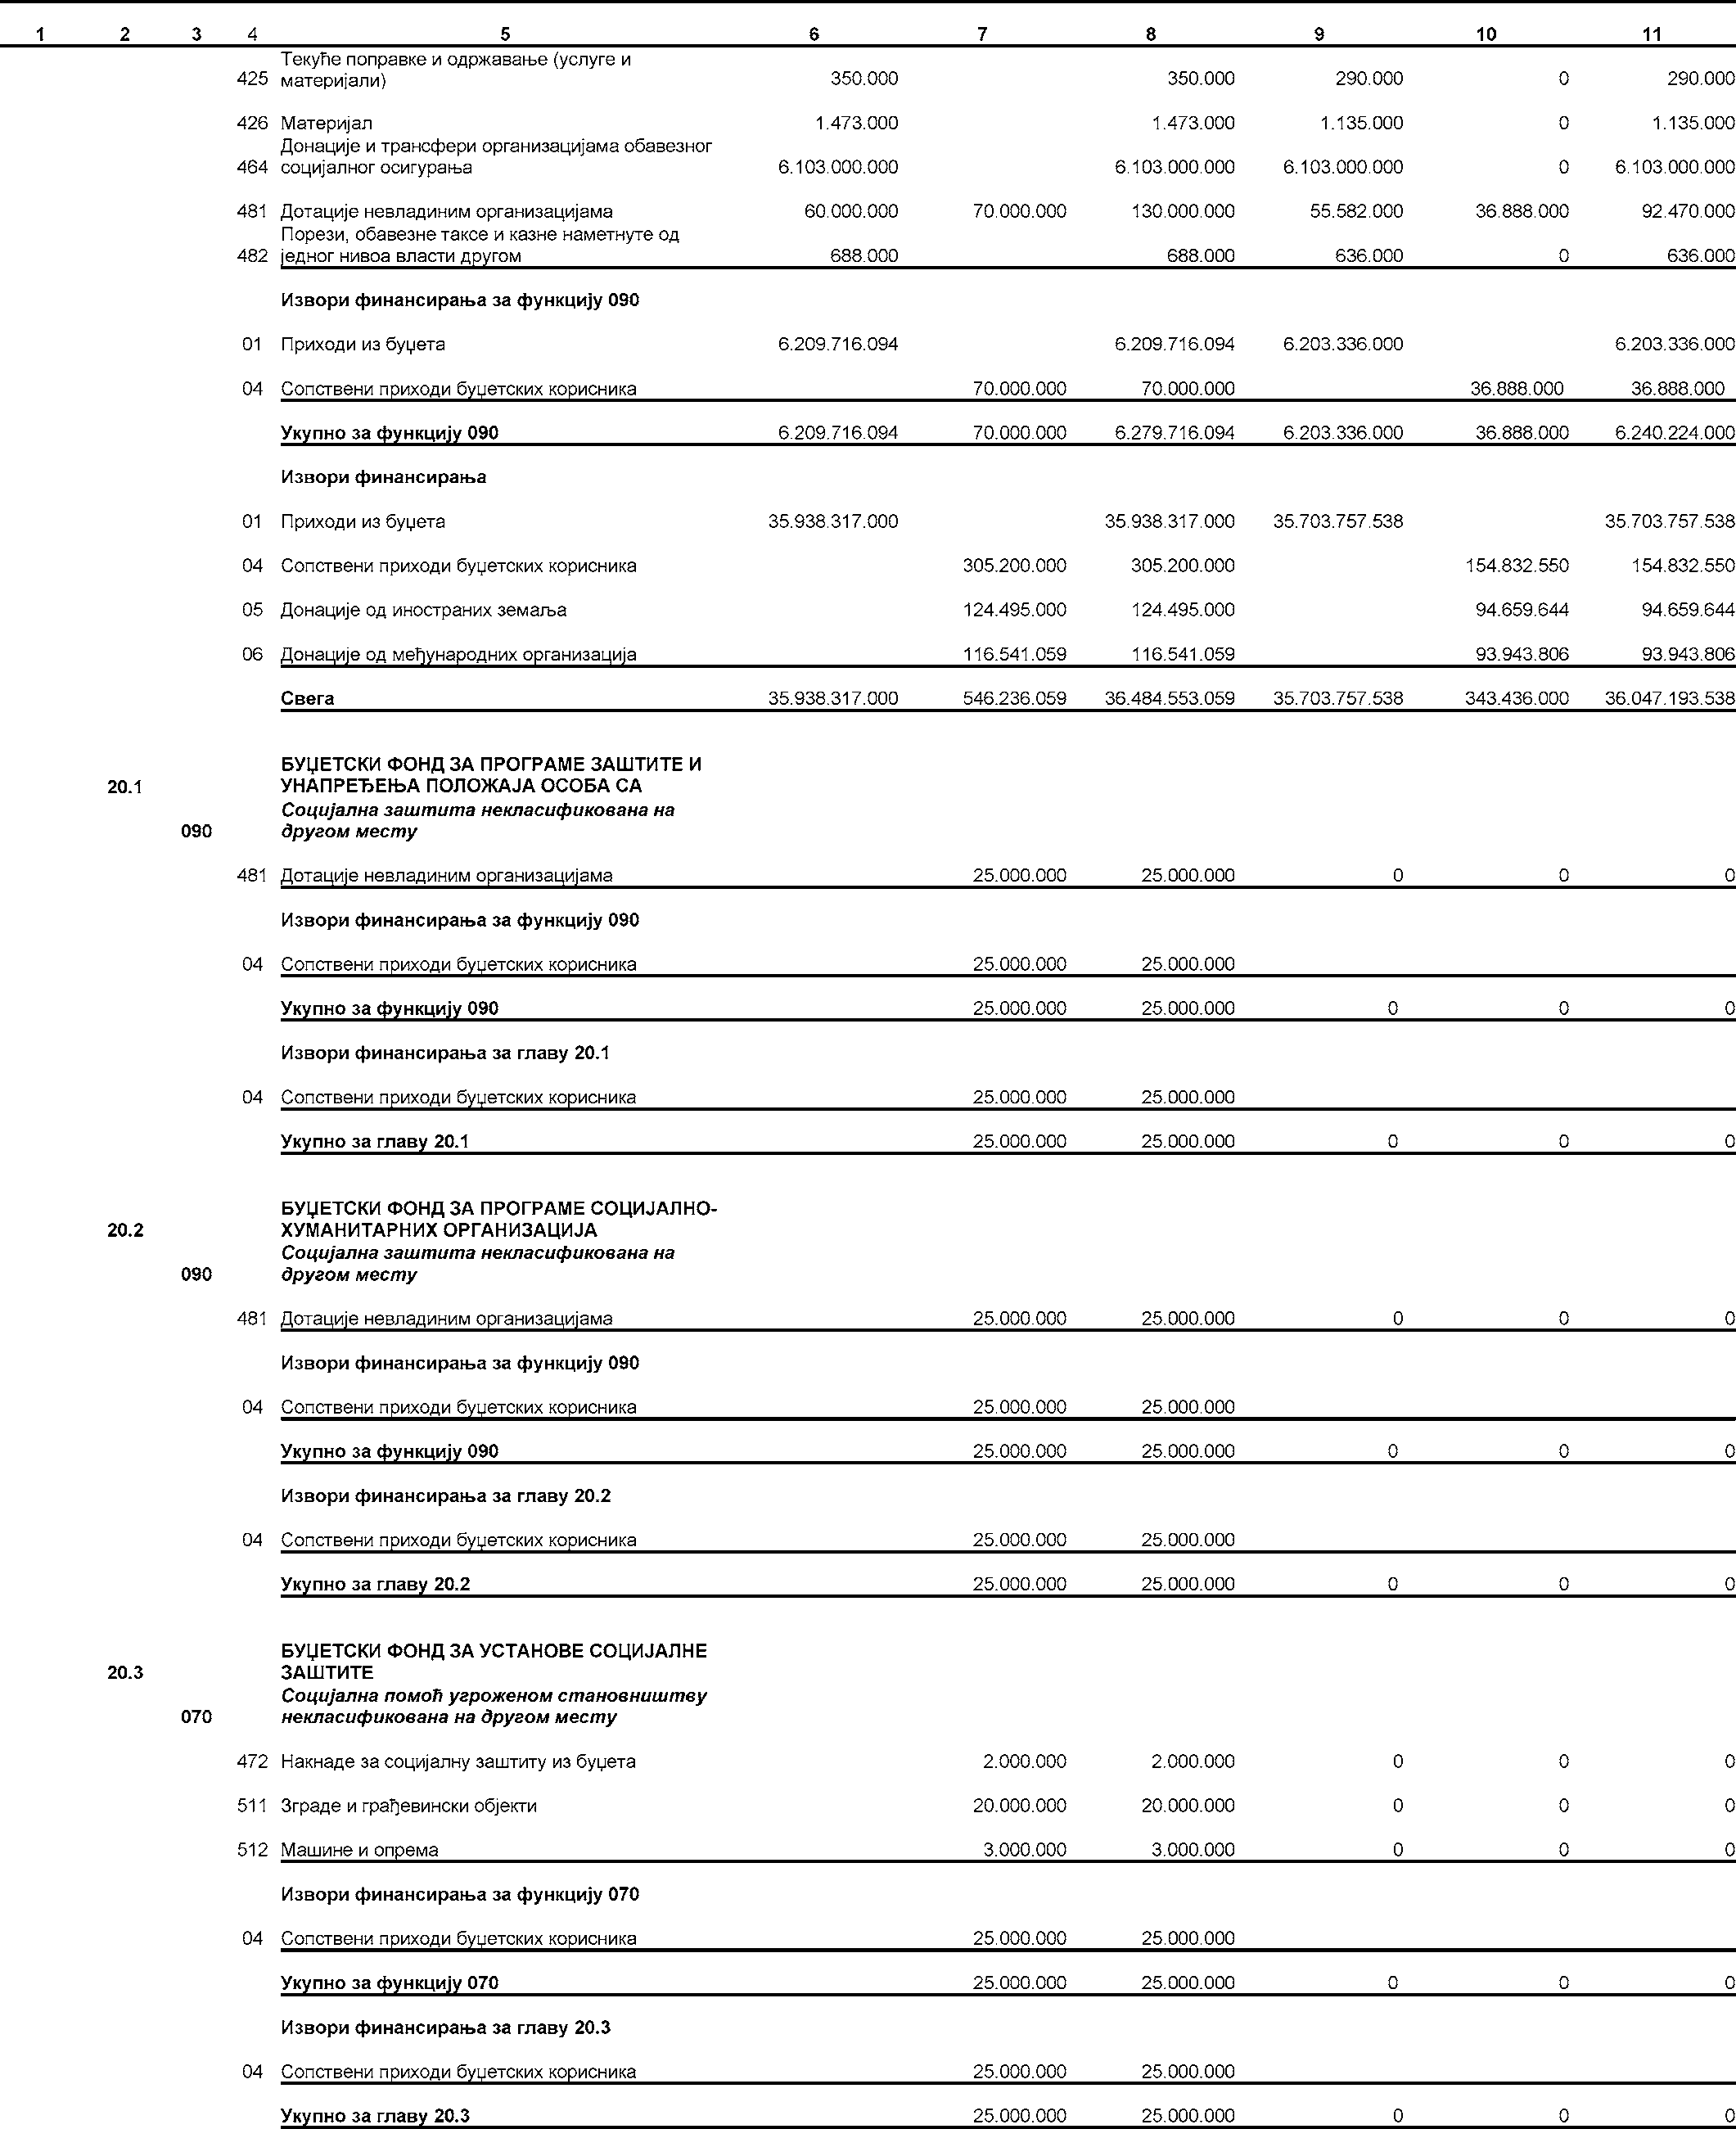 1 2 3 4 5 6 7 8 9 10 11
Текуће поправке и одржавање (услуге и
425 материјали) 350.000 350.000 290.000 0 290.000
426 Материјал 1.473.000 1.473.000 1.135.000 0 1.135.000
Донације и трансфери организацијама обавезног
464 социјалног осигурања 6.103.000.000 6.103.000.000 6.103.000.000 0 6.103.000.000
481 Дотације невладиним организацијама 60.000.000 70.000.000 130.000.000 55.582.000 36.888.000 92.470.000
Порези, обавезне таксе и казне наметнуте од
482 једног нивоа власти другом 688.000 688.000 636.000 0 636.000
Извори финансирања за функцију 090
01 Приходи из буџета 6.209.716.094 6.209.716.094 6.203.336.000 6.203.336.000
04 Сопствени приходи буџетских корисника 70.000.000 70.000.000 36.888.000 36.888.000
Укупно за функцију 090 6.209.716.094 70.000.000 6.279.716.094 6.203.336.000 36.888.000 6.240.224.000
Извори финансирања
01 Приходи из буџета 35.938.317.000 35.938.317.000 35.703.757.538 35.703.757.538
04 Сопствени приходи буџетских корисника 305.200.000 305.200.000 154.832.550 154.832.550
05 Донације од иностраних земаља 124.495.000 124.495.000 94.659.644 94.659.644
06 Донације од међународних организација 116.541.059 116.541.059 93.943.806 93.943.806
Свега 35.938.317.000 546.236.059 36.484.553.059 35.703.757.538 343.436.000 36.047.193.538
БУЏЕТСКИ ФОНД ЗА ПРОГРАМЕ ЗАШТИТЕ И
20.1 УНАПРЕЂЕЊА ПОЛОЖАЈА ОСОБА СА
Социјална заштита некласификована на
090 другом месту
481 Дотације невладиним организацијама 25.000.000 25.000.000 0 0 0
Извори финансирања за функцију 090
04 Сопствени приходи буџетских корисника 25.000.000 25.000.000
Укупно за функцију 090 25.000.000 25.000.000 0 0 0
Извори финансирања за главу 20.1
04 Сопствени приходи буџетских корисника 25.000.000 25.000.000
Укупно за главу 20.1 25.000.000 25.000.000 0 0 0
БУЏЕТСКИ ФОНД ЗА ПРОГРАМЕ СОЦИЈАЛНО-
20.2 ХУМАНИТАРНИХ ОРГАНИЗАЦИЈА
Социјална заштита некласификована на
090 другом месту
481 Дотације невладиним организацијама 25.000.000 25.000.000 0 0 0
Извори финансирања за функцију 090
04 Сопствени приходи буџетских корисника 25.000.000 25.000.000
Укупно за функцију 090 25.000.000 25.000.000 0 0 0
Извори финансирања за главу 20.2
04 Сопствени приходи буџетских корисника 25.000.000 25.000.000
Укупно за главу 20.2 25.000.000 25.000.000 0 0 0
БУЏЕТСКИ ФОНД ЗА УСТАНОВЕ СОЦИЈАЛНЕ
20.3 ЗАШТИТЕ
Социјална помоћ угроженом становништву
070 некласификована на другом месту
472 Накнаде за социјалну заштиту из буџета 2.000.000 2.000.000 0 0 0
511 Зграде и грађевински објекти 20.000.000 20.000.000 0 0 0
512 Машине и опрема 3.000.000 3.000.000 0 0 0
Извори финансирања за функцију 070
04 Сопствени приходи буџетских корисника 25.000.000 25.000.000
Укупно за функцију 070 25.000.000 25.000.000 0 0 0
Извори финансирања за главу 20.3
04 Сопствени приходи буџетских корисника 25.000.000 25.000.000
Укупно за главу 20.3 25.000.000 25.000.000 0 0 0